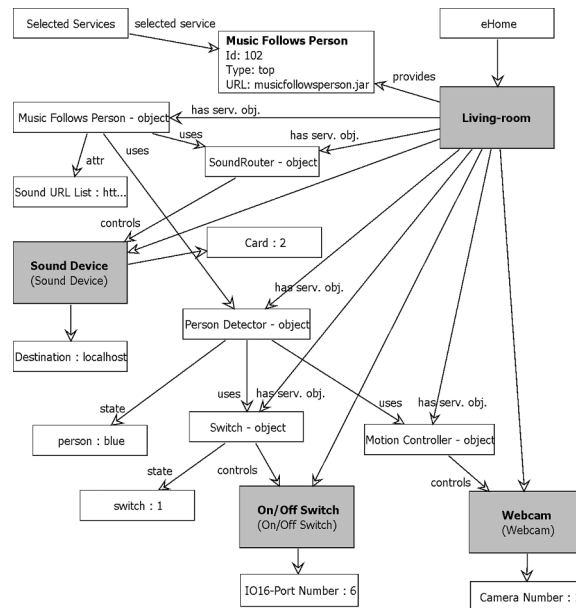 Selected Services
selected service
eHome
Music Follows Person
Id: 102
Type: top
URL: musicfollowsperson.jar
provides
Living-room
has serv. obj.
Music Follows Person - object
uses
has serv. obj.
uses
SoundRouter - object
attr
Sound URL List : htt...
controls
Card : 2
Sound Device
(Sound Device)
has serv. obj.
Person Detector - object
Destination : localhost
uses
has serv. obj.
uses
has serv. obj.
state
person : blue
Switch - object
Motion Controller - object
state
controls
controls
switch : 1
On/Off Switch
(On/Off Switch)
Webcam
(Webcam)
IO16-Port Number : 6
Camera Number :